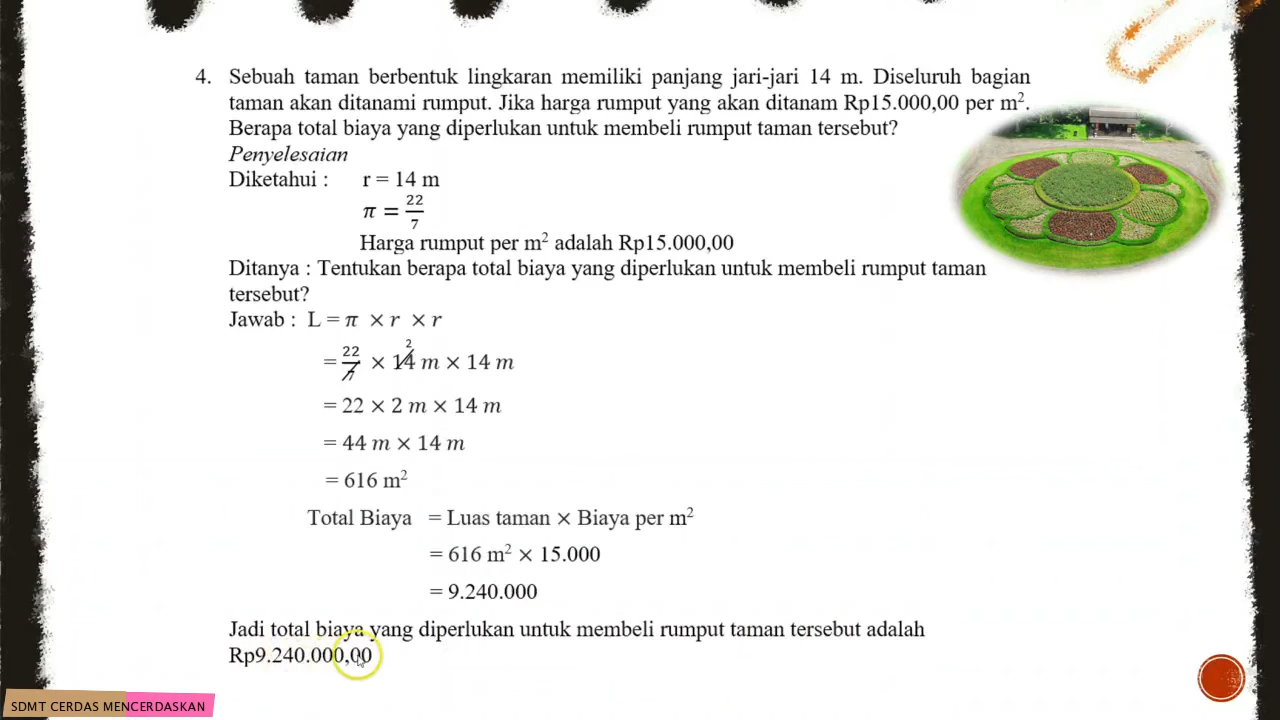 4. Sebuah taman berbentuk lingkaran memiliki panjang jari-jari 14 m. Diseluruh bagian
taman akan ditanami rumput. Jika harga rumput yang akan ditanam Rp15.000,00 per m².
Berapa total biaya yang diperlukan untuk membeli rumput taman tersebut?
Penyelesaian
Diketahui : r = 14 m
π = 22/7
Harga rumput per m² adalah Rp15.000,00
Ditanya : Tentukan berapa total biaya yang diperlukan untuk membeli rumput taman
tersebut?
Jawab : L = π × r × r
= 22/7 × 14 2 m × 14 m
= 22 × 2 m × 14 m
= 44 m × 14 m
= 616 m²
Total Biaya = Luas taman × Biaya per m²
= 616 m² × 15.000
= 9.240.000
Jadi total biaya yang diperlukan untuk membeli rumput taman tersebut adalah
Rp9.240.000,00
SDMT CERDAS MENCERDASKAN